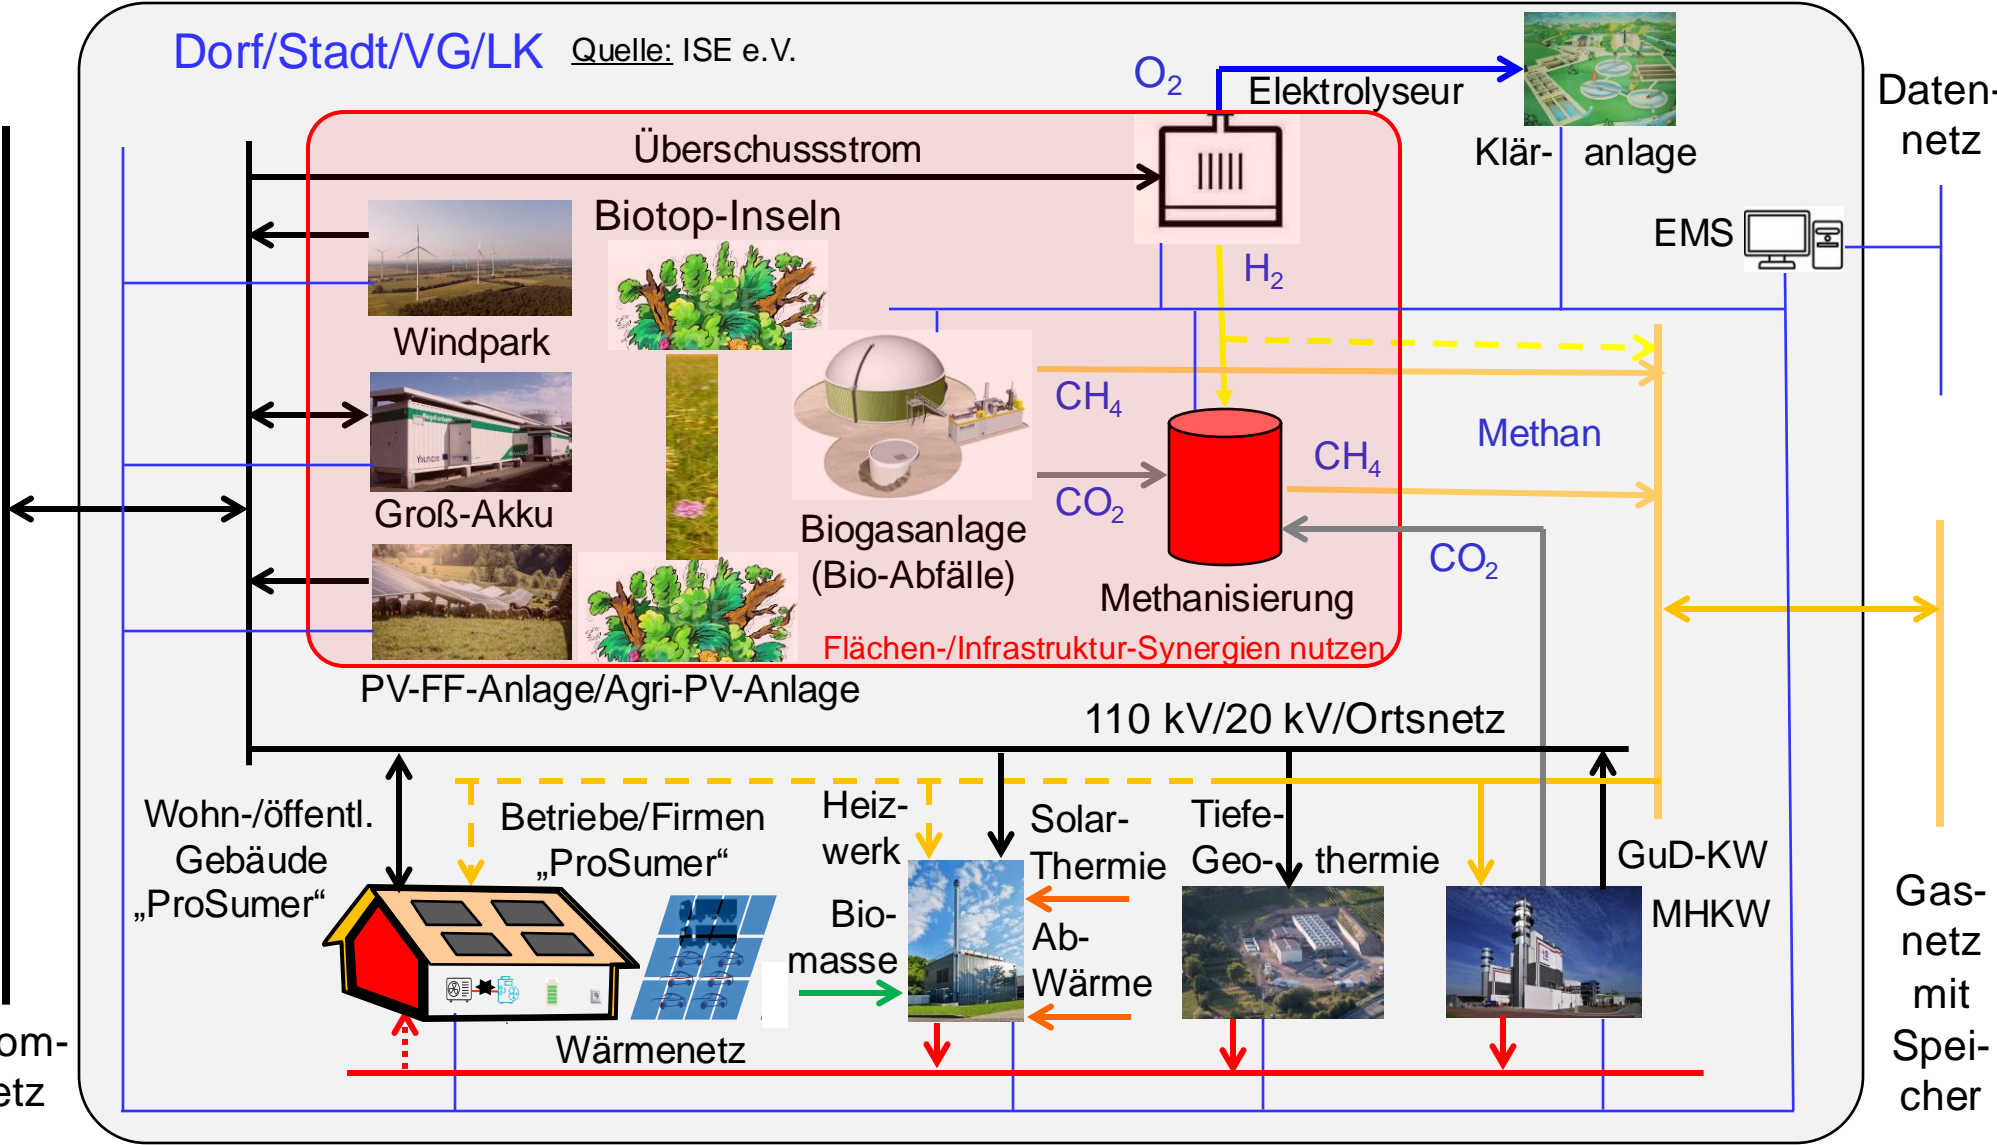 Dorf/Stadt/VG/LK Quelle: ISE e.V.
O2
Elektrolyseur
Klär- anlage
Daten-
netz
EMS
Überschussstrom
Biotop-Inseln
H2
Windpark
CH4
Methan
CH4
Groß-Akku
CO2
Biogasanlage
(Bio-Abfälle)
CO2
Methanisierung
Flächen-/Infrastruktur-Synergien nutzen
PV-FF-Anlage/Agri-PV-Anlage
110 kV/20 kV/Ortsnetz
Wohn-/öffentl.
Gebäude
„ProSumer“
Betriebe/Firmen
„ProSumer“
Heiz-
werk
Bio-
masse
Solar-
Thermie
Ab-
Wärme
Tiefe-
Geo- thermie
GuD-KW
MHKW
Gas-
netz
mit
Spei-
cher
Wärmenetz
om-
etz